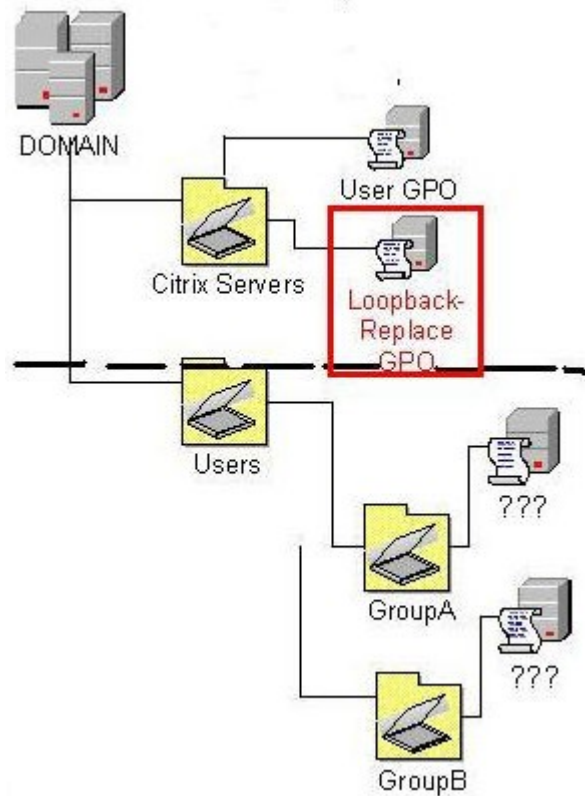 DOMAIN
User GPO
Citrix Servers
Loopback-
Replace
GPO
Users
???
GroupA
???
GroupB